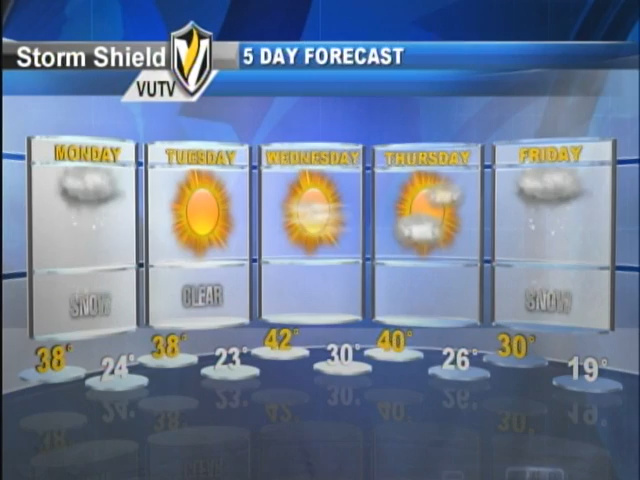 Storm Shield
V
VUTV
5 DAY FORECAST
MONDAY TUESDAY WEDNESDAY THURSDAY FRIDAY
SNOW CLEAR SNOW
38° 24° 38° 23° 42° 30° 40° 26° 30° 19°